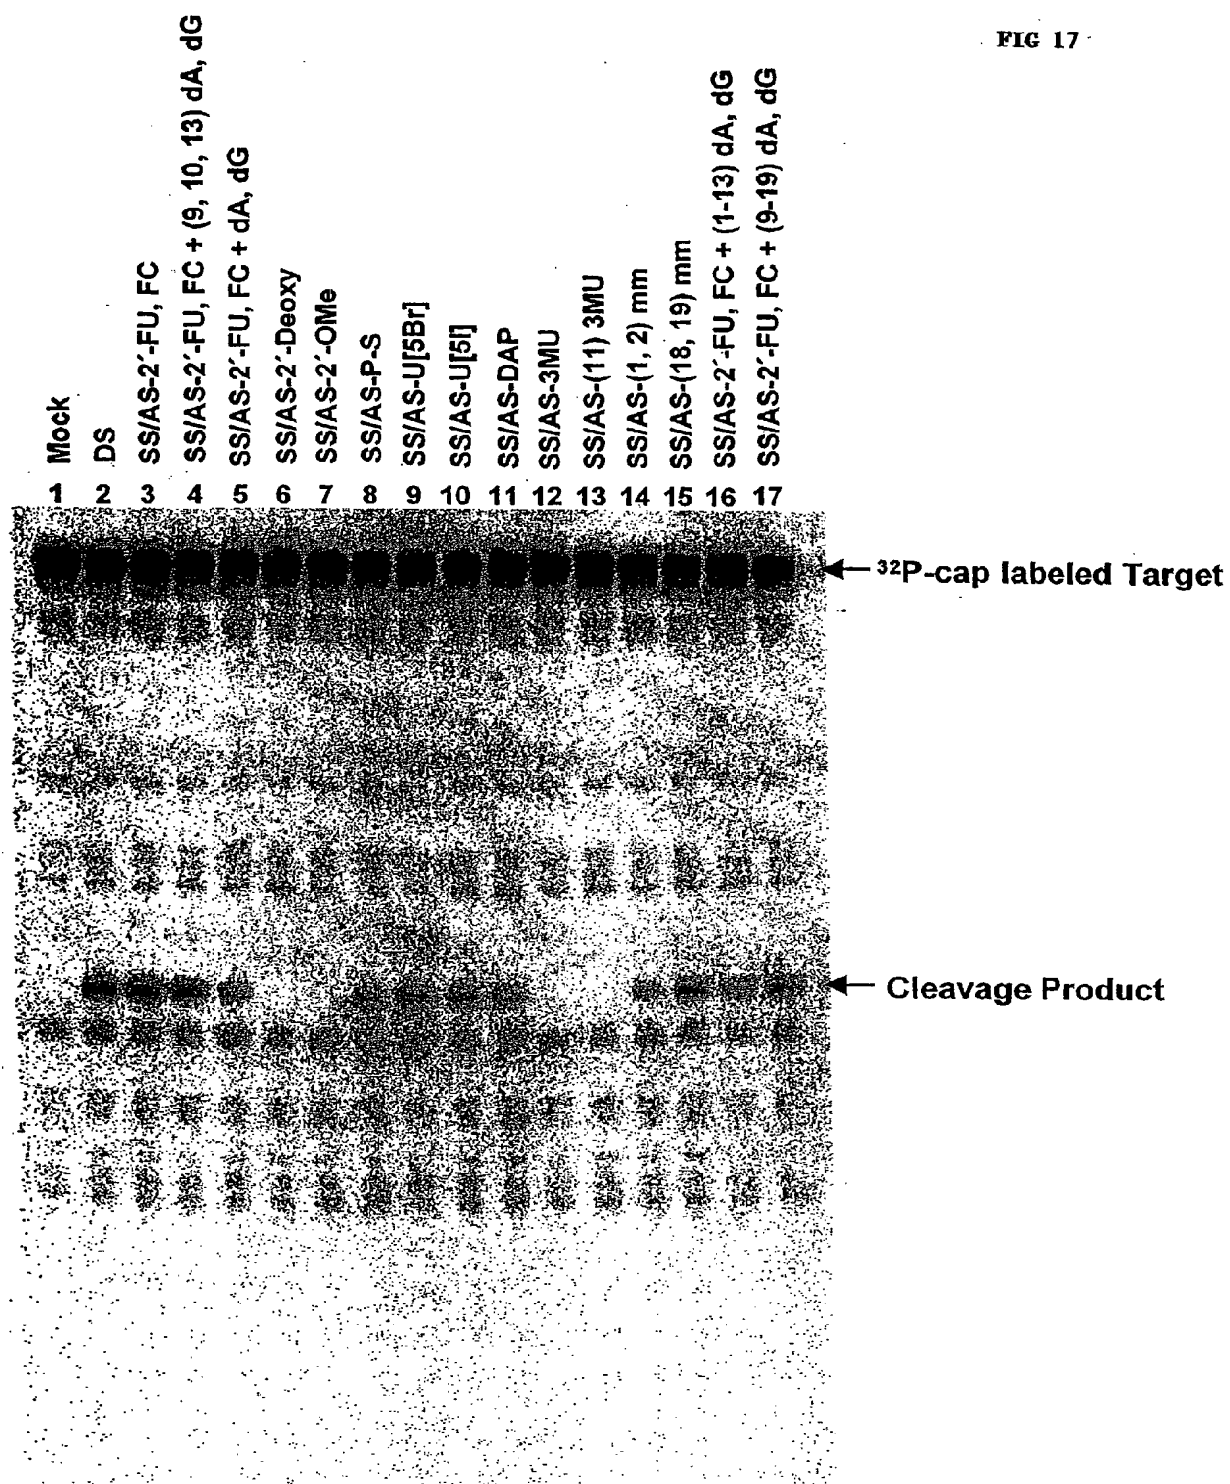 FIG 17
Mock
DS
SS/AS-2´-FU, FC
SS/AS-2´-FU, FC + (9, 10, 13) dA, dG
SS/AS-2´-FU, FC + dA, dG
SS/AS-2´-Deoxy
SS/AS-2´-OMe
SS/AS-P-S
SS/AS-U[5Br]
SS/AS-U[5I]
SS/AS-DAP
SS/AS-3MU
SS/AS-(11) 3MU
SS/AS-(1, 2) mm
SS/AS-(18, 19) mm
SS/AS-2´-FU, FC + (1-13) dA, dG
SS/AS-2´-FU, FC + (9-19) dA, dG
1 2 3 4 5 6 7 8 9 10 11 12 13 14 15 16 17
³²P-cap labeled Target
Cleavage Product